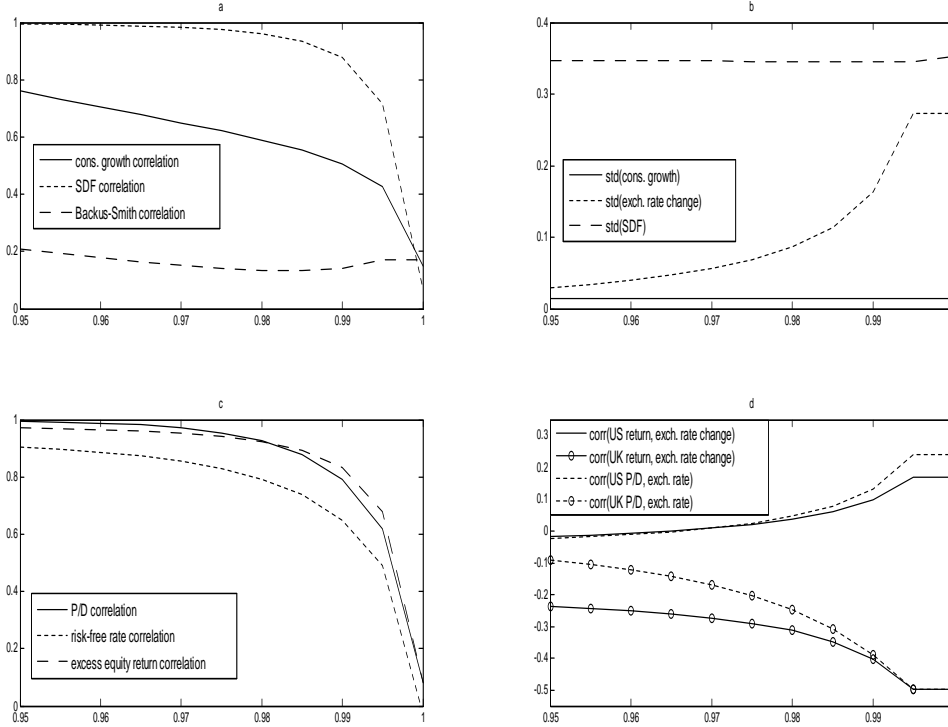 a
1
0.8
0.6
0.4
0.2
0
cons. growth correlation
SDF correlation
Backus-Smith correlation
0.95 0.96 0.97 0.98 0.99 1
b
0.4
0.3
0.2
0.1
0
std(cons. growth)
std(exch. rate change)
std(SDF)
0.95 0.96 0.97 0.98 0.99
c
1
0.8
0.6
0.4
0.2
0
P/D correlation
risk-free rate correlation
excess equity return correlation
0.95 0.96 0.97 0.98 0.99 1
d
0.3
0.2
0.1
0
-0.1
-0.2
-0.3
-0.4
-0.5
corr(US return, exch. rate change)
corr(UK return, exch. rate change)
corr(US P/D, exch. rate)
corr(UK P/D, exch. rate)
0.95 0.96 0.97 0.98 0.99